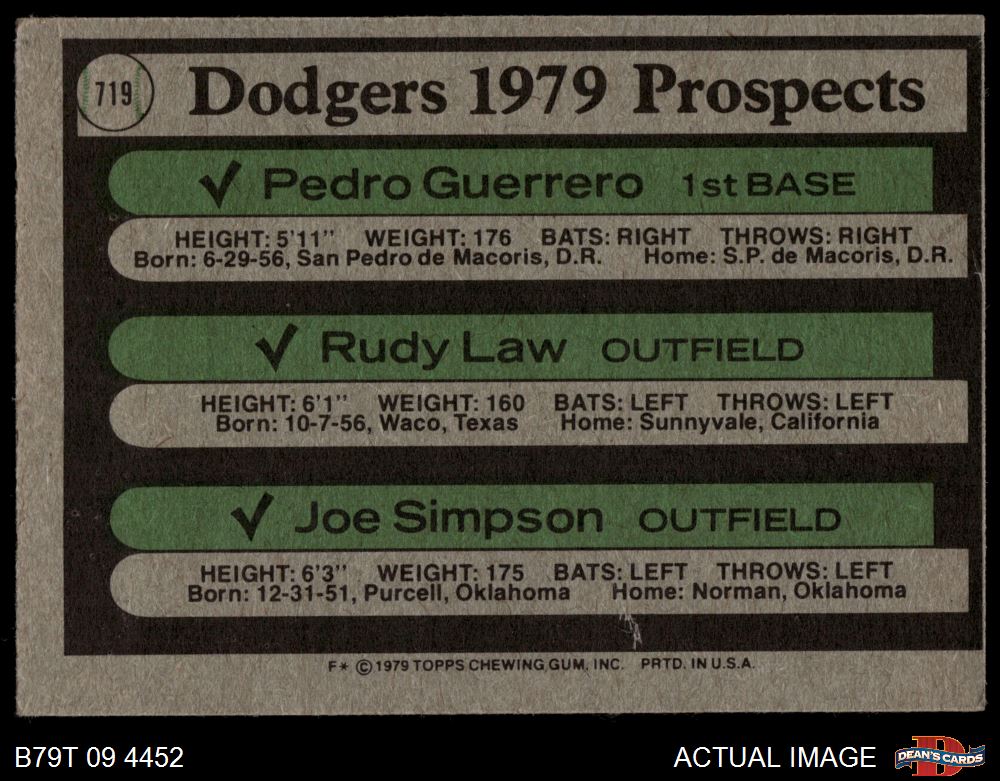 719 Dodgers 1979 Prospects
✓ Pedro Guerrero 1st BASE
HEIGHT: 5'11" WEIGHT: 176 BATS: RIGHT THROWS: RIGHT
Born: 6-29-56, San Pedro de Macoris, D.R. Home: S.P. de Macoris, D.R.
✓ Rudy Law OUTFIELD
HEIGHT: 6'1" WEIGHT: 160 BATS: LEFT THROWS: LEFT
Born: 10-7-56, Waco, Texas Home: Sunnyvale, California
✓ Joe Simpson OUTFIELD
HEIGHT: 6'3" WEIGHT: 175 BATS: LEFT THROWS: LEFT
Born: 12-31-51, Purcell, Oklahoma Home: Norman, Oklahoma
F* © 1979 TOPPS CHEWING GUM, INC. PRTD. IN U.S.A.
B79T 09 4452 ACTUAL IMAGE D DEAN'S CARDS